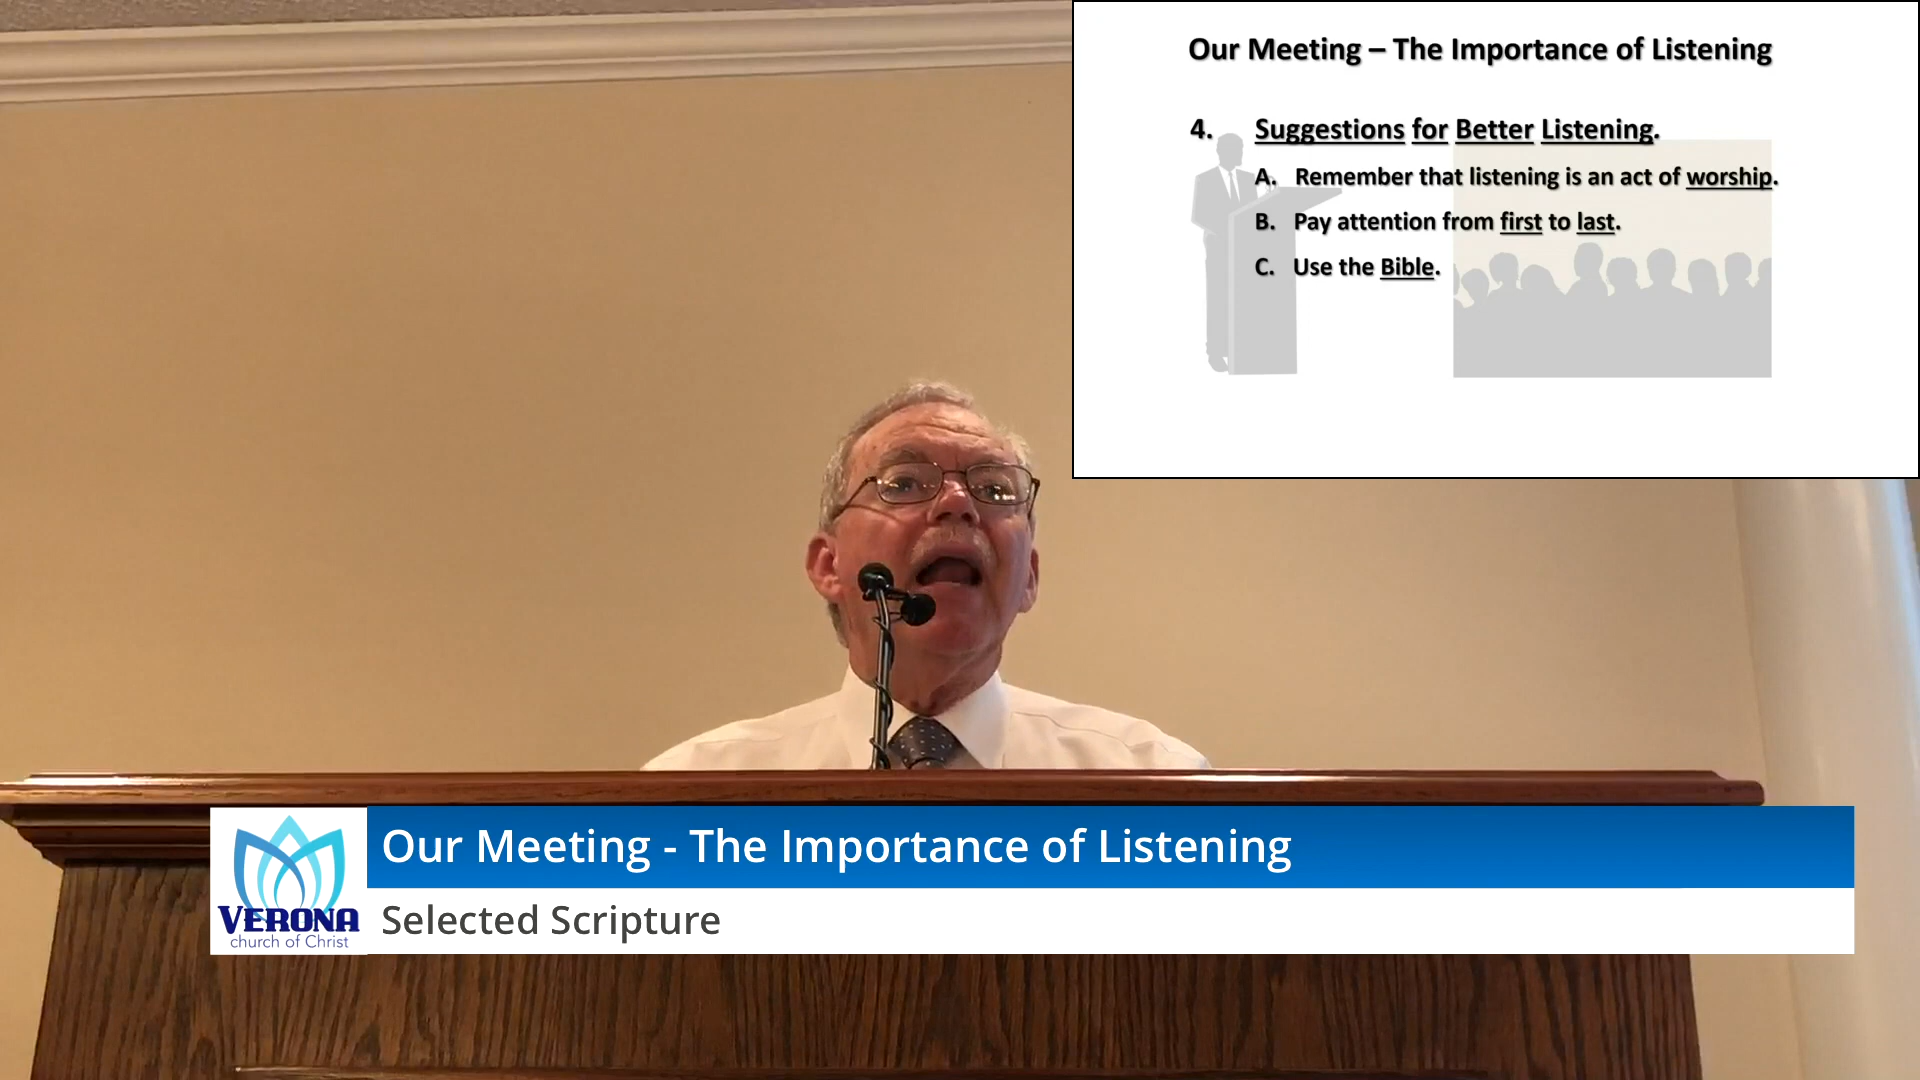 Our Meeting – The Importance of Listening
4. Suggestions for Better Listening.
A. Remember that listening is an act of worship.
B. Pay attention from first to last.
C. Use the Bible.
Our Meeting - The Importance of Listening
VERONA
church of Christ
Selected Scripture